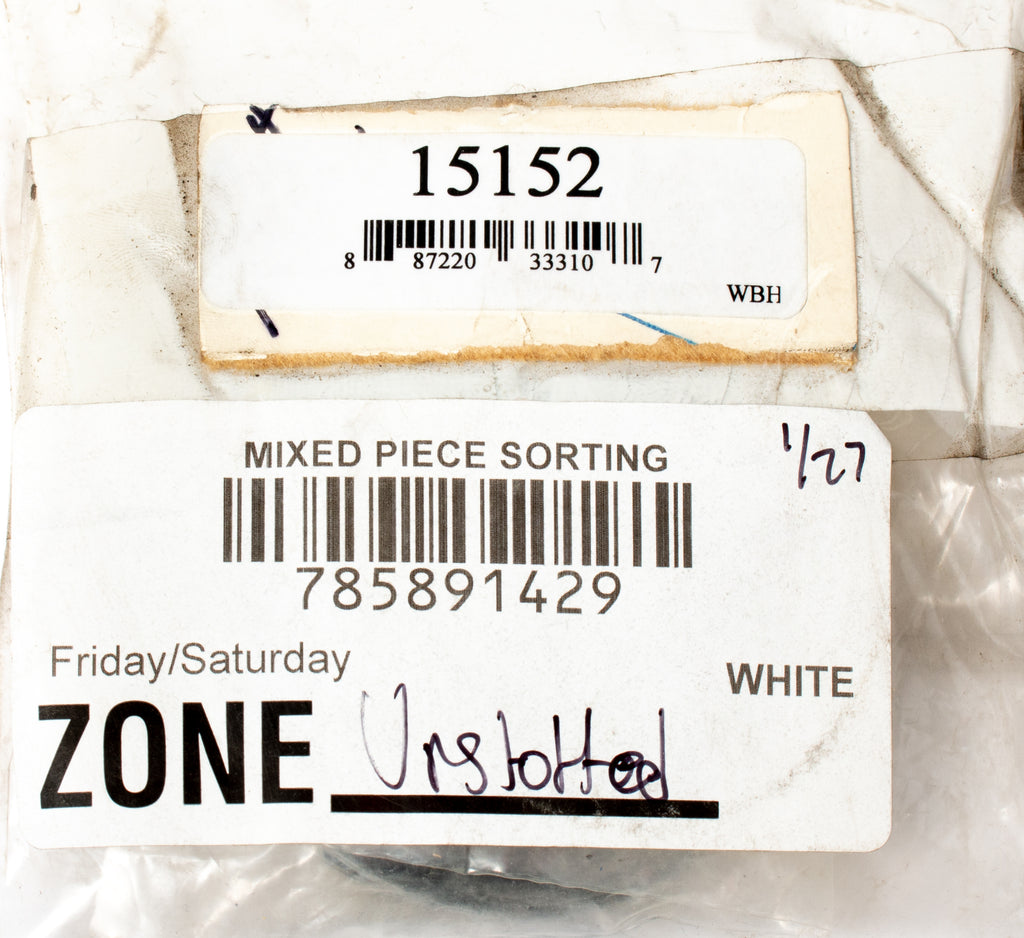 15152
8 87220 33310 7
WBH
1/27
MIXED PIECE SORTING
785891429
Friday/Saturday
WHITE
ZONE Unslotted